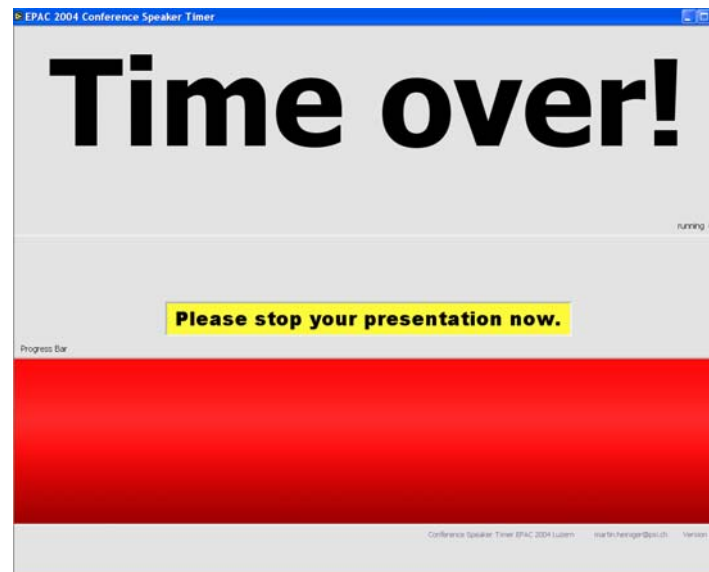 EPAC 2004 Conference Speaker Timer
Time over!
running
Please stop your presentation now.
Progress Bar
Conference Speaker Timer EPAC 2004 Luzern martin.heiniger@psi.ch Version